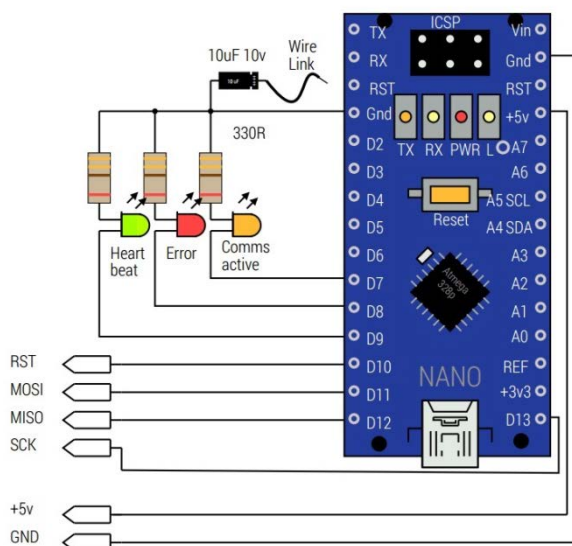 10uF 10v
Wire
Link
10uF
330R
Heart
beat
Error
Comms
active
RST
MOSI
MISO
SCK
+5v
GND
ICSP
TX
RX
RST
Gnd
D2
D3
D4
D5
D6
D7
D8
D9
D10
D11
D12
Vin
Gnd
RST
+5v
A7
A6
A5 SCL
A4 SDA
A3
A2
A1
A0
REF
+3v3
D13
TX RX PWR L
Reset
Atmega
328p
NANO